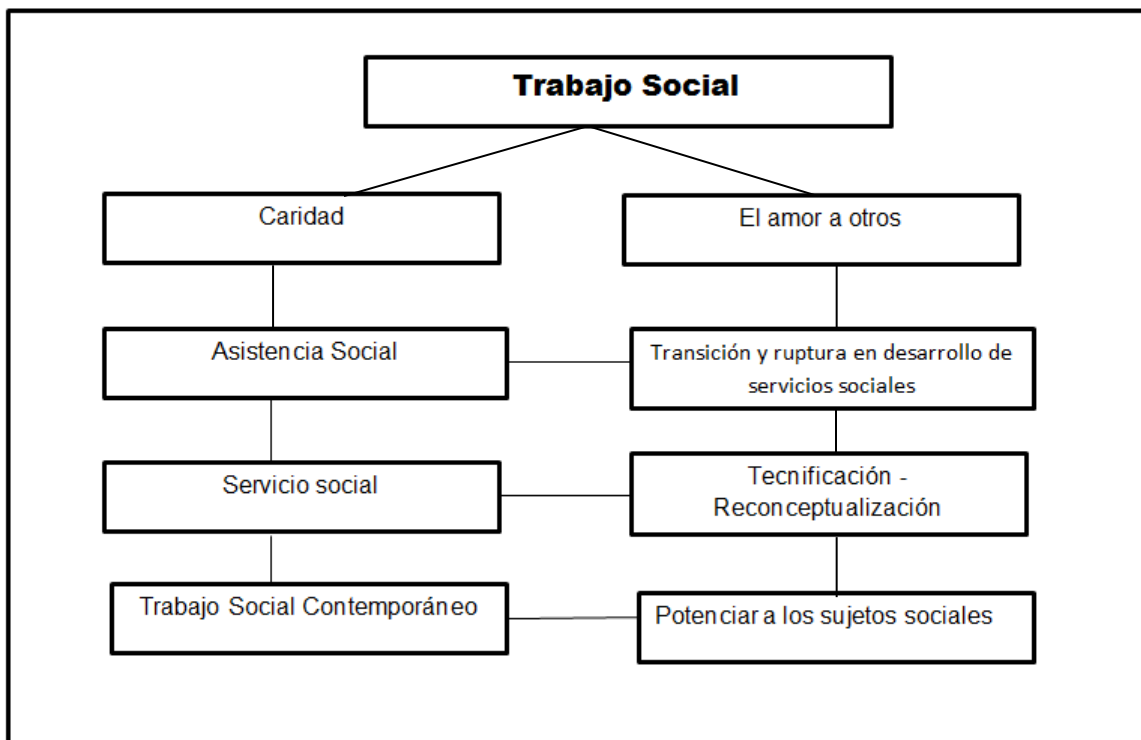 Trabajo Social
Caridad
El amor a otros
Asistencia Social
Transición y ruptura en desarrollo de
servicios sociales
Servicio social
Tecnificación -
Reconceptualización
Trabajo Social Contemporáneo
Potenciar a los sujetos sociales